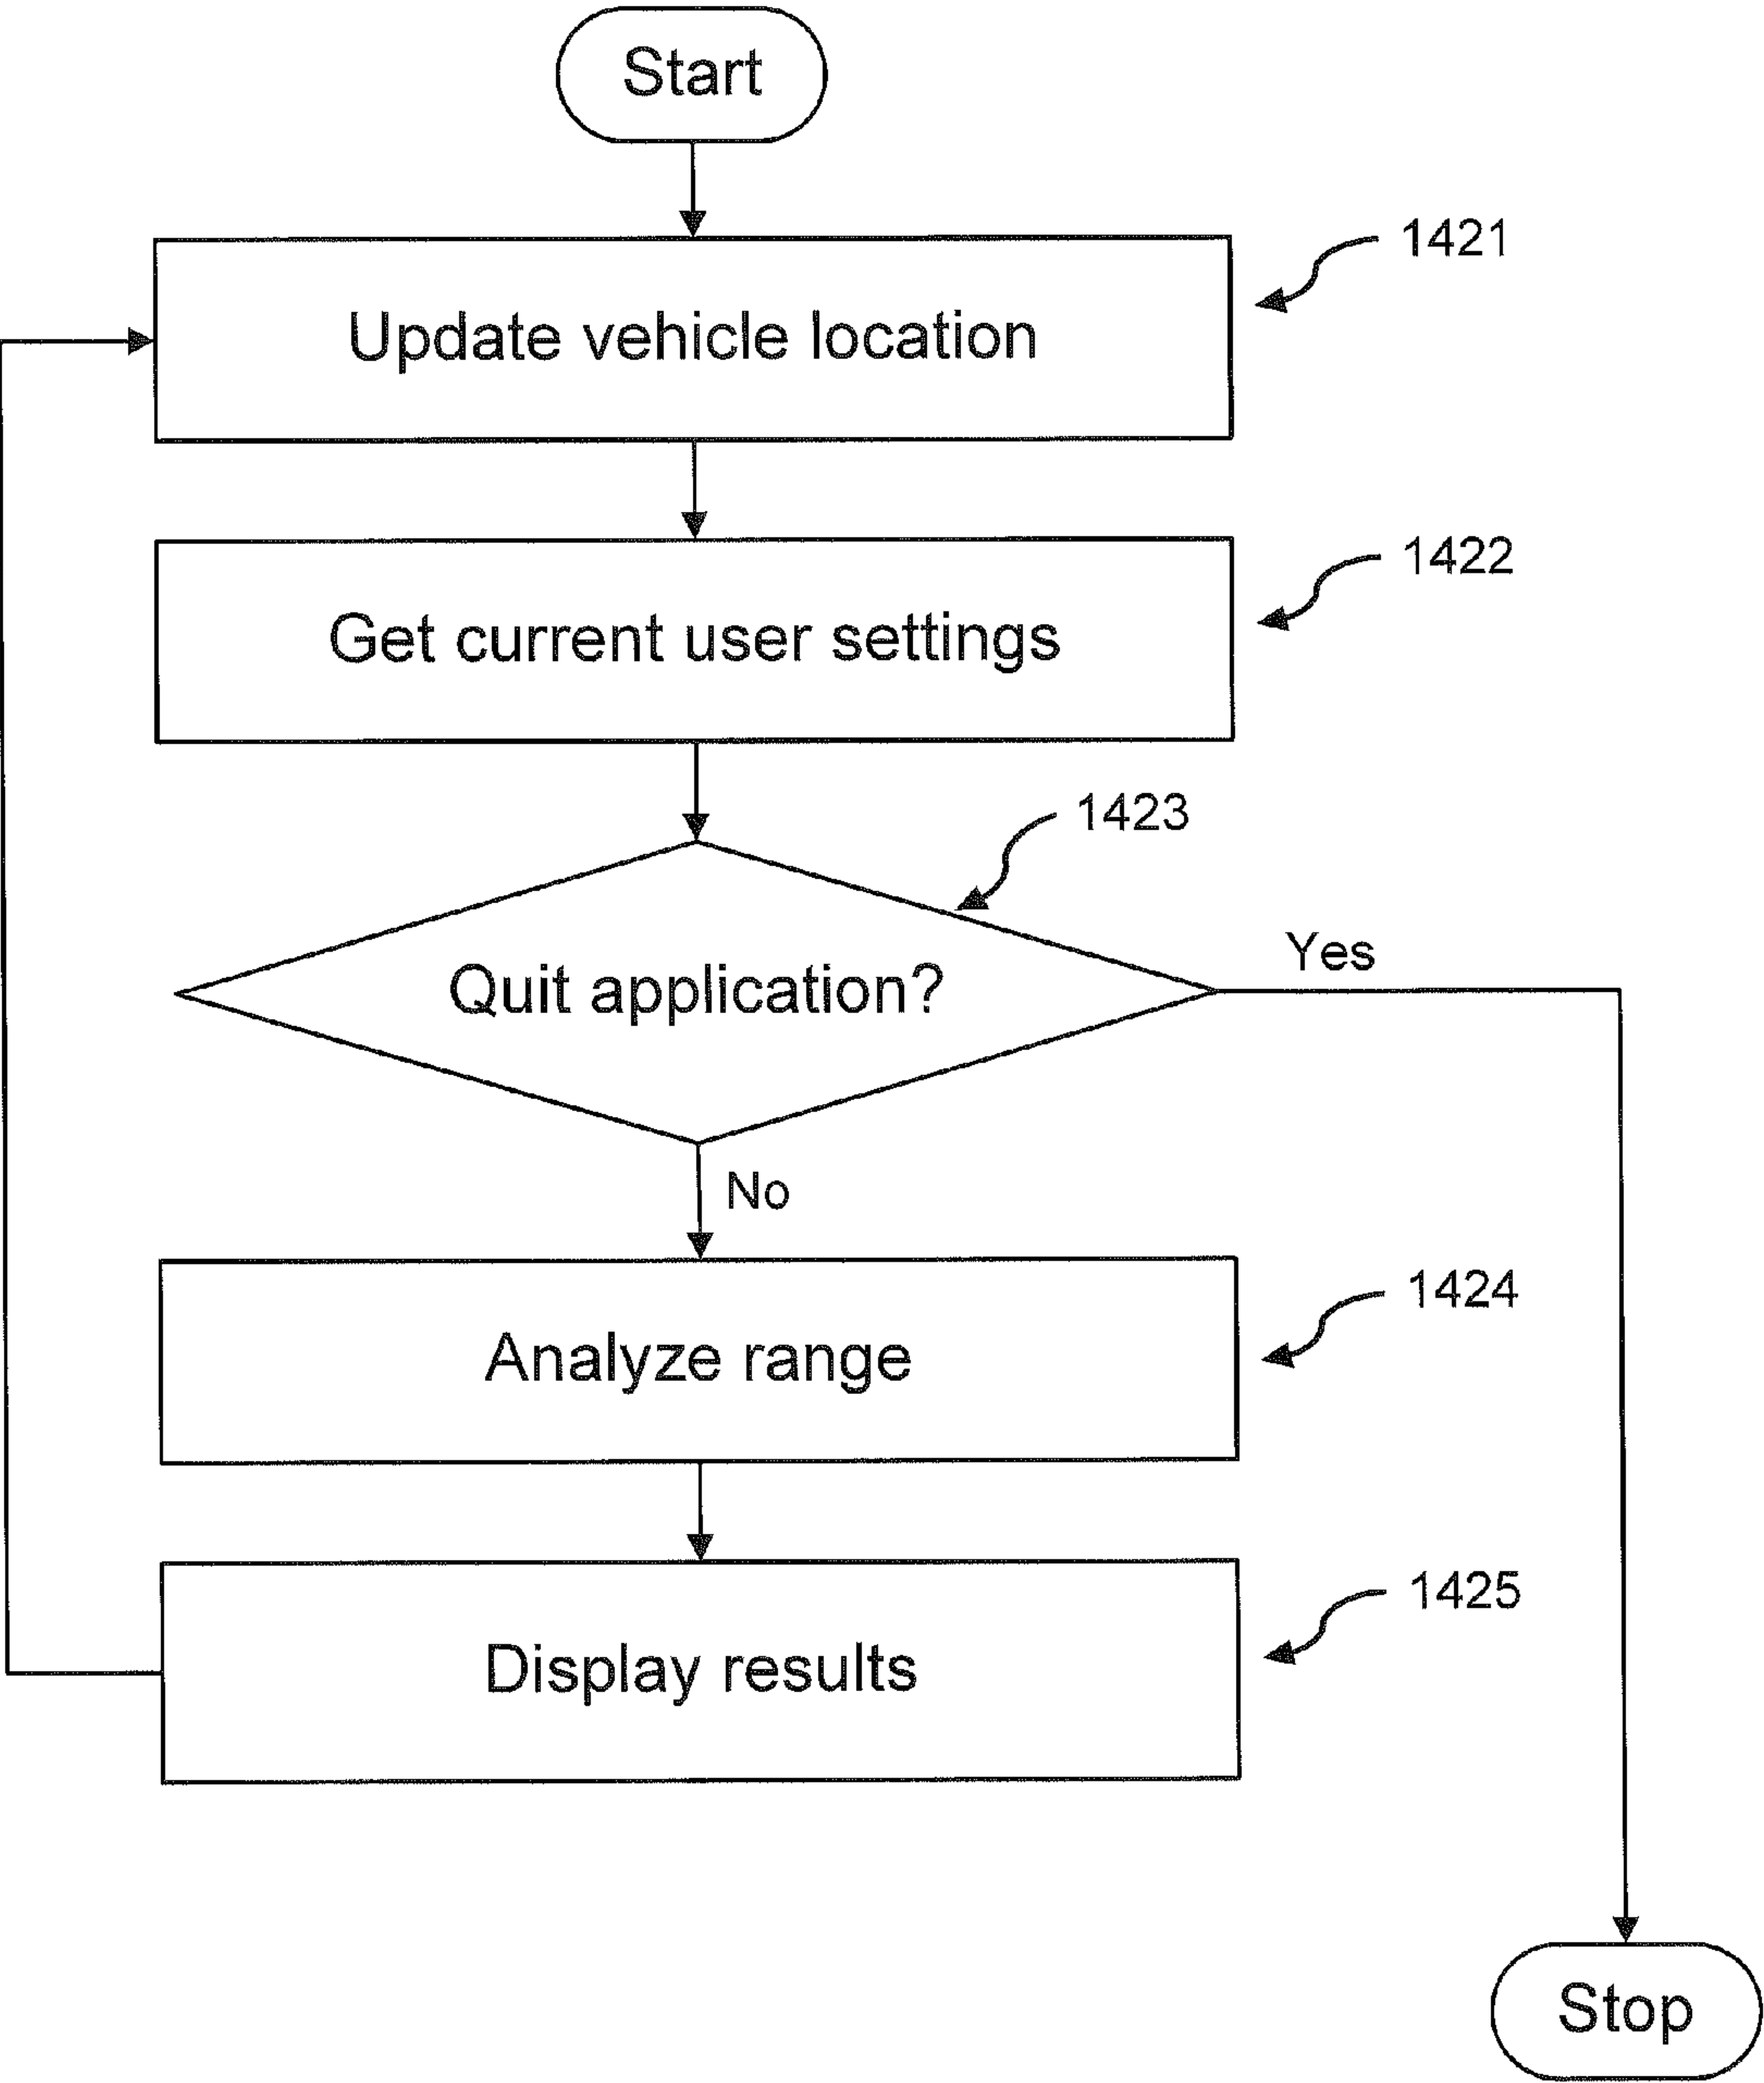 Start
1421
Update vehicle location
1422
Get current user settings
1423
Quit application?
Yes
No
1424
Analyze range
1425
Display results
Stop